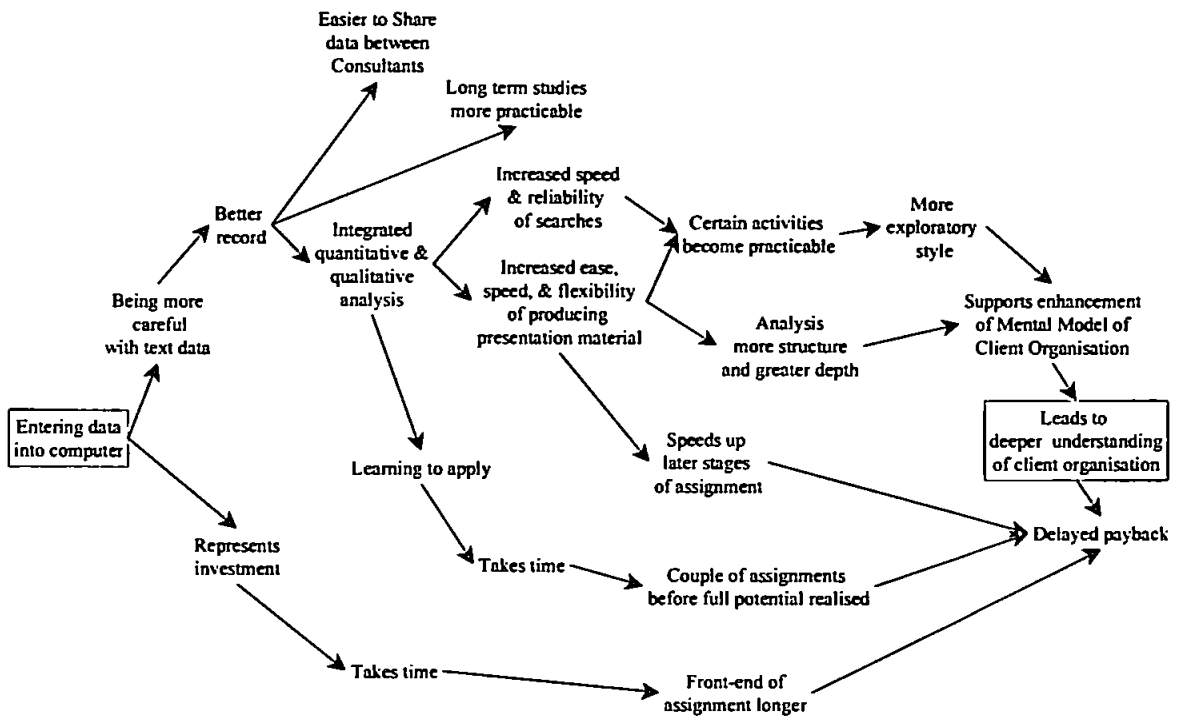 Easier to Share
data between
Consultants
Long term studies
more practicable
Increased speed
& reliability
of searches
Better
record
Integrated
quantitative &
qualitative
analysis
Certain activities
become practicable
More
exploratory
style
Increased ease,
speed, & flexibility
of producing
presentation material
Being more
careful
with text data
Analysis
more structure
and greater depth
Supports enhancement
of Mental Model of
Client Organisation
Entering data
into computer
Leads to
deeper understanding
of client organisation
Learning to apply
Speeds up
later stages
of assignment
Represents
investment
Delayed payback
Takes time
Couple of assignments
before full potential realised
Takes time
Front-end of
assignment longer